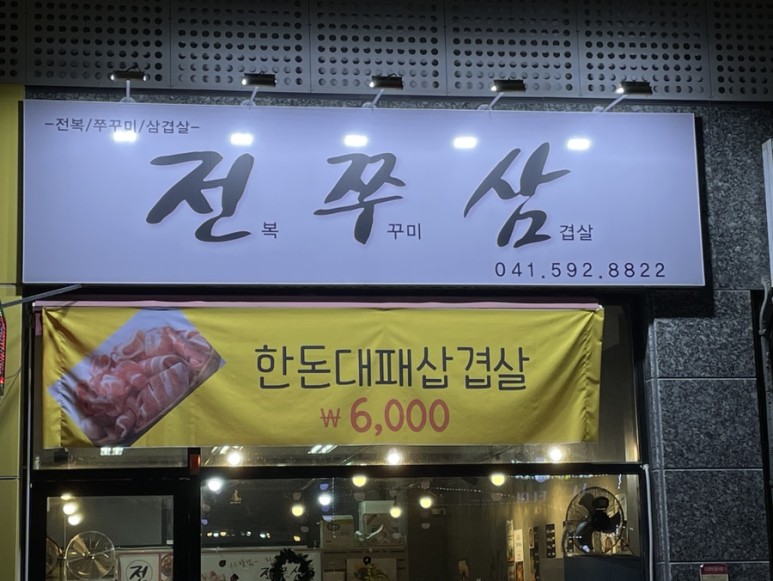 -전복/쭈꾸미/삼겹살-
전복 쭈꾸미 삼겹살
041.592.8822
한돈대패삽겹살
₩6,000
전